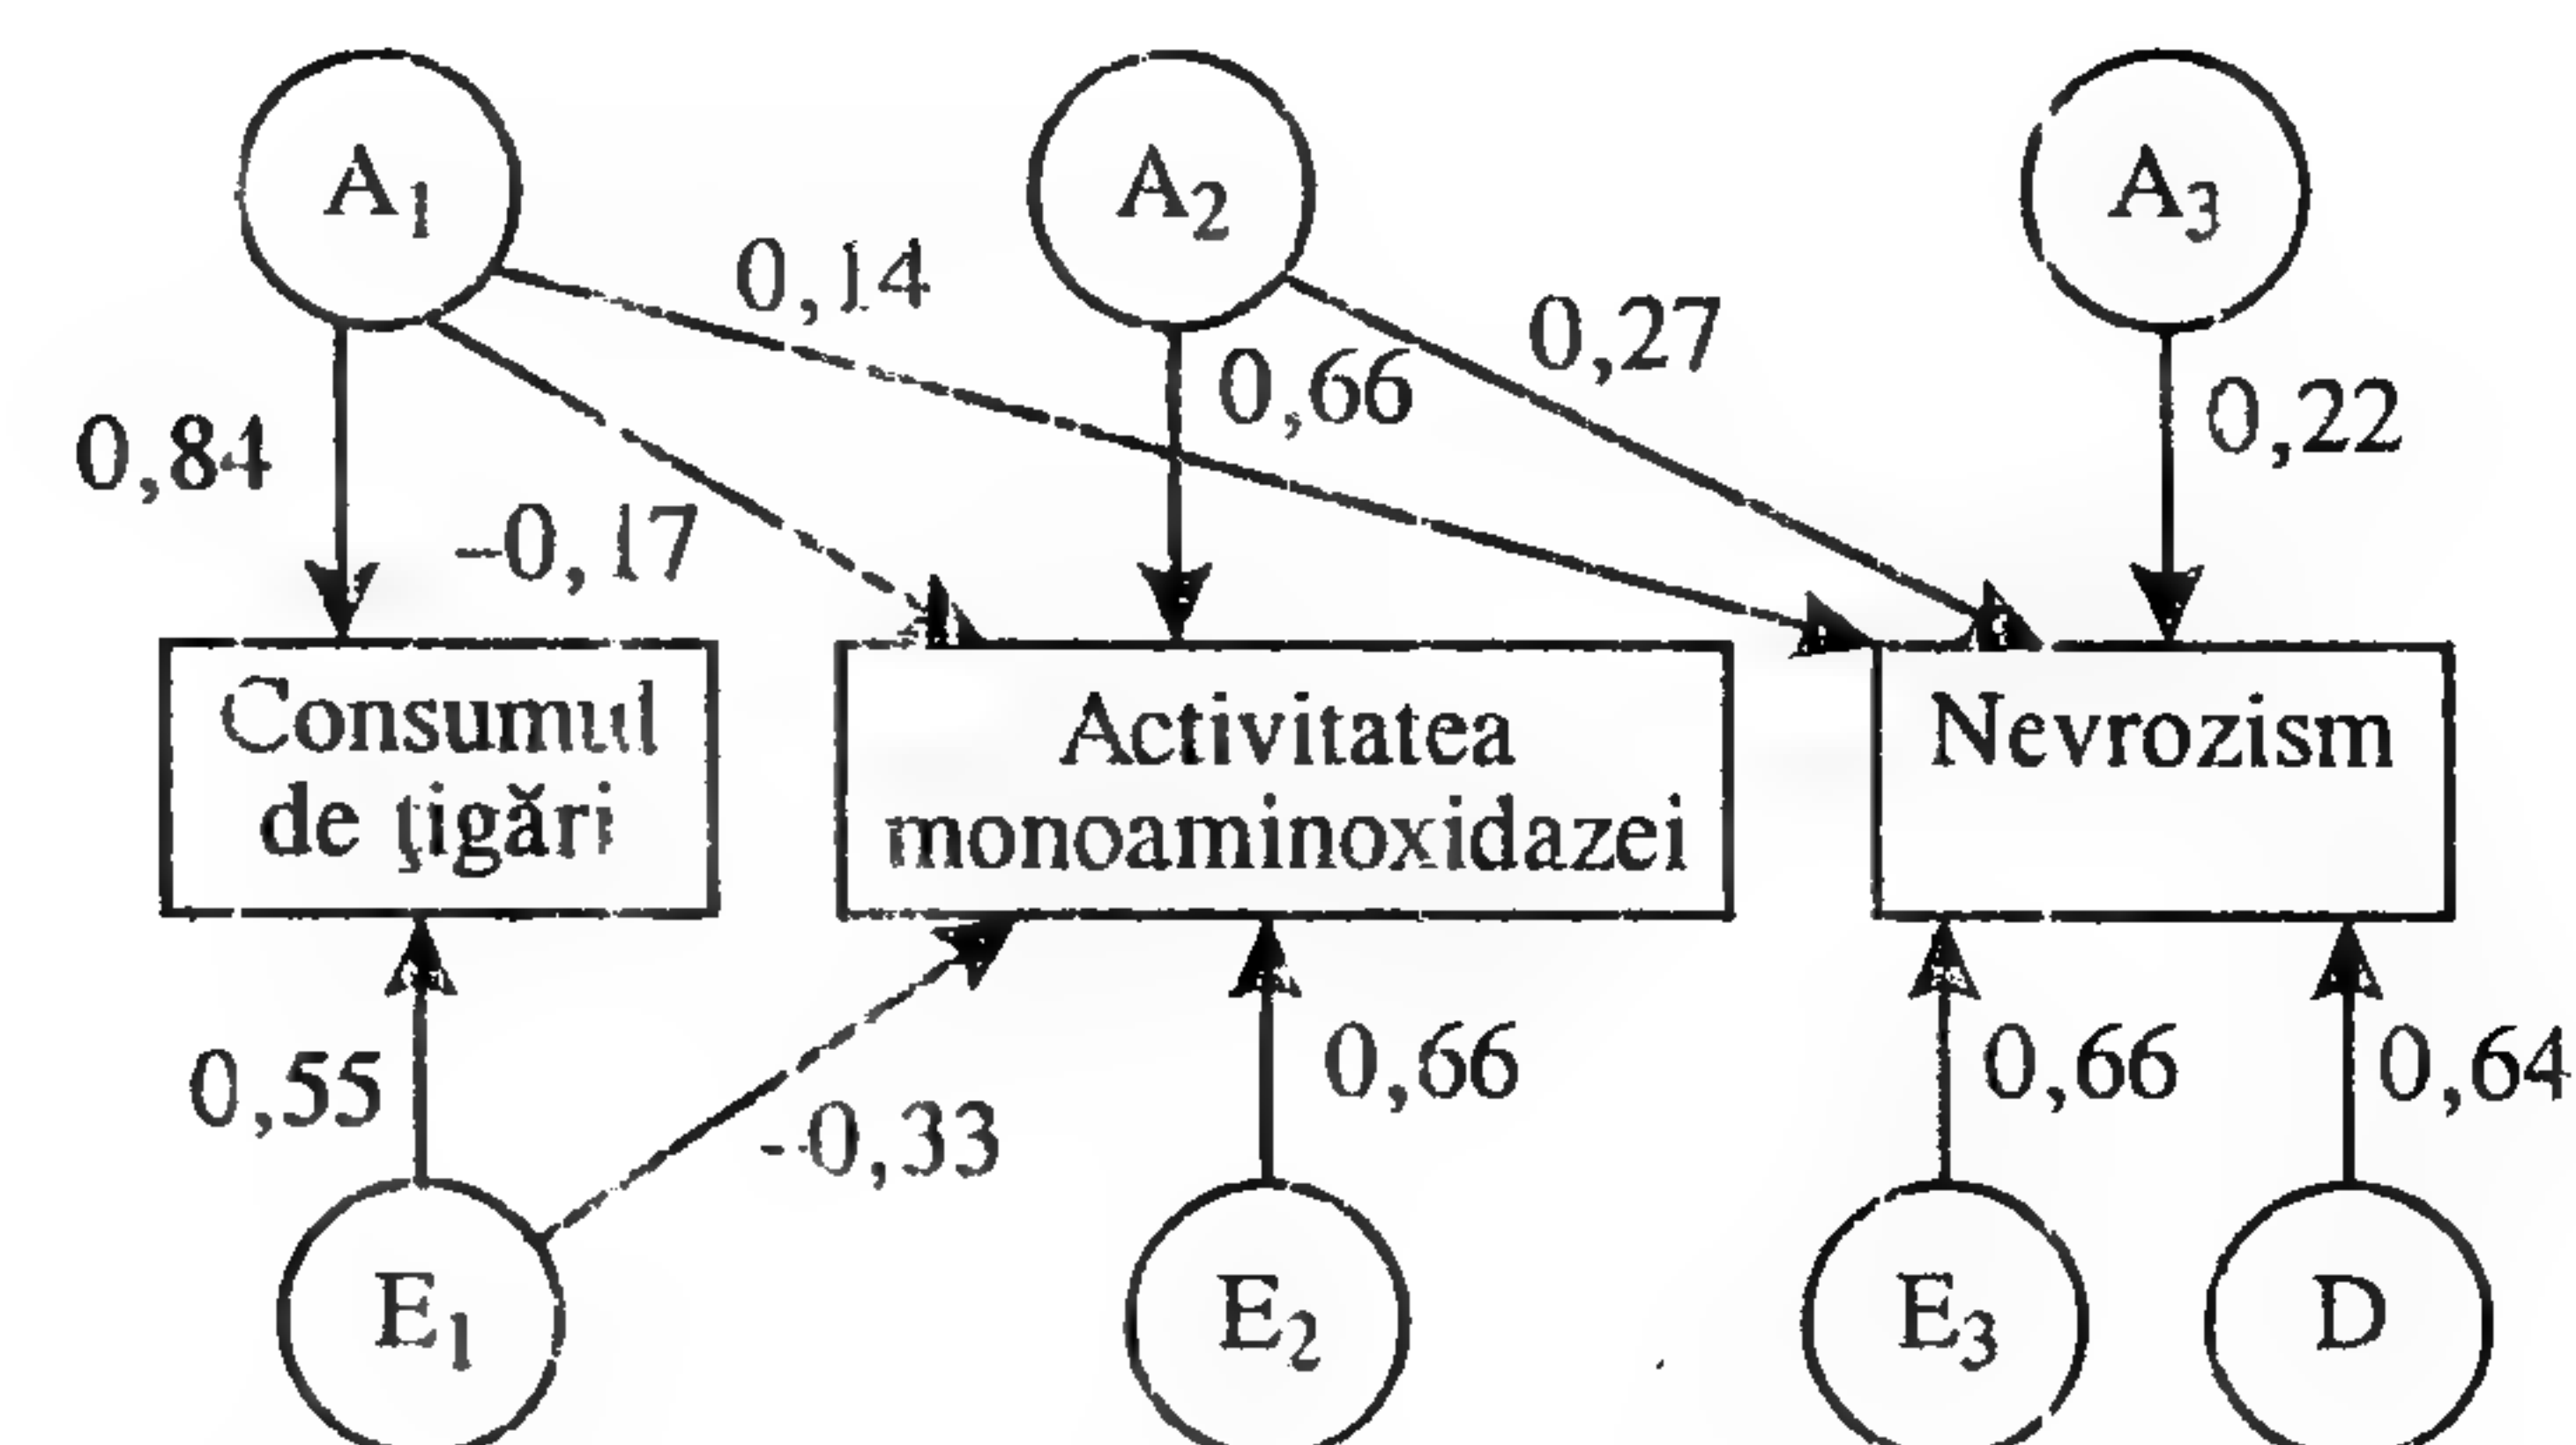 A1
A2
A3
0,14
0,27
0,66
0,22
0,84
-0,17
Consumul
de ţigări
Activitatea
monoaminoxidazei
Nevrozism
0,55
-0,33
0,66
0,66
0,64
E1
E2
E3
D